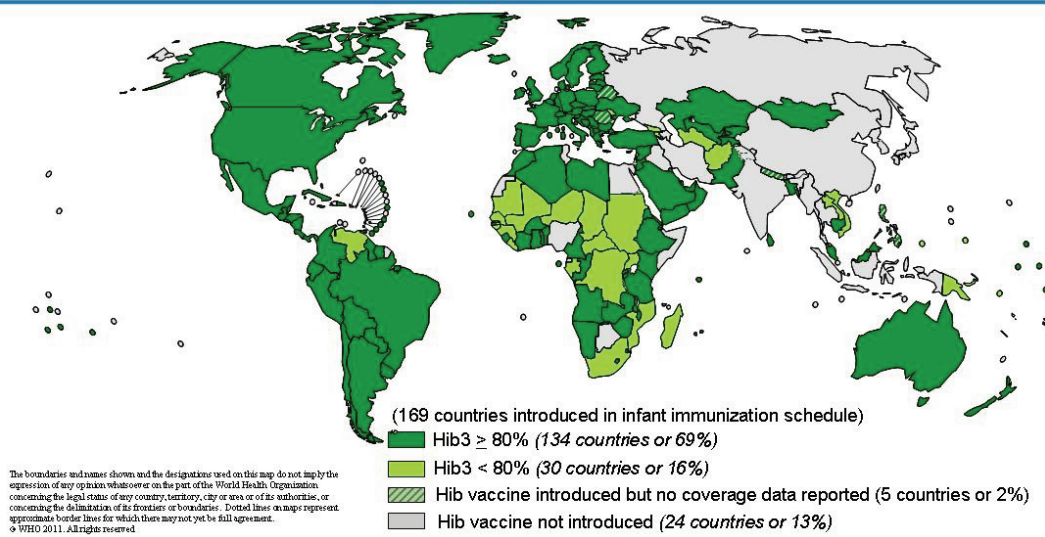 (169 countries introduced in infant immunization schedule)
Hib3 ≥ 80% (134 countries or 69%)
Hib3 < 80% (30 countries or 16%)
Hib vaccine introduced but no coverage data reported (5 countries or 2%)
Hib vaccine not introduced (24 countries or 13%)
The boundaries and names shown and the designations used on this map do not imply the
expression of any opinion whatsoever on the part of the World Health Organization
concerning the legal status of any country, territory, city or area or of its authorities, or
concerning the delimitation of its frontiers or boundaries. Dotted lines on maps represent
approximate border lines for which there may not yet be full agreement.
© WHO 2011. All rights reserved